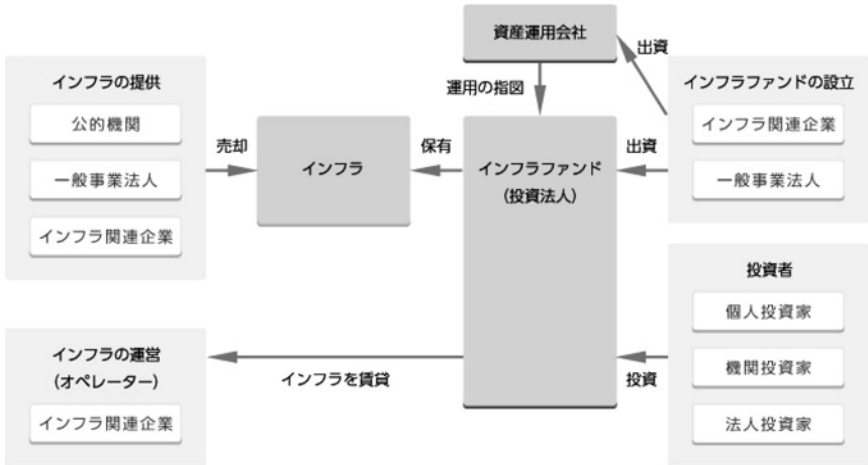 資産運用会社
出資
運用の指図
インフラの提供
公的機関
一般事業法人
インフラ関連企業
売却
インフラ
保有
インフラファンド
(投資法人)
出資
インフラファンドの設立
インフラ関連企業
一般事業法人
投資者
個人投資家
機関投資家
法人投資家
投資
インフラを賃貸
インフラの運営
(オペレーター)
インフラ関連企業